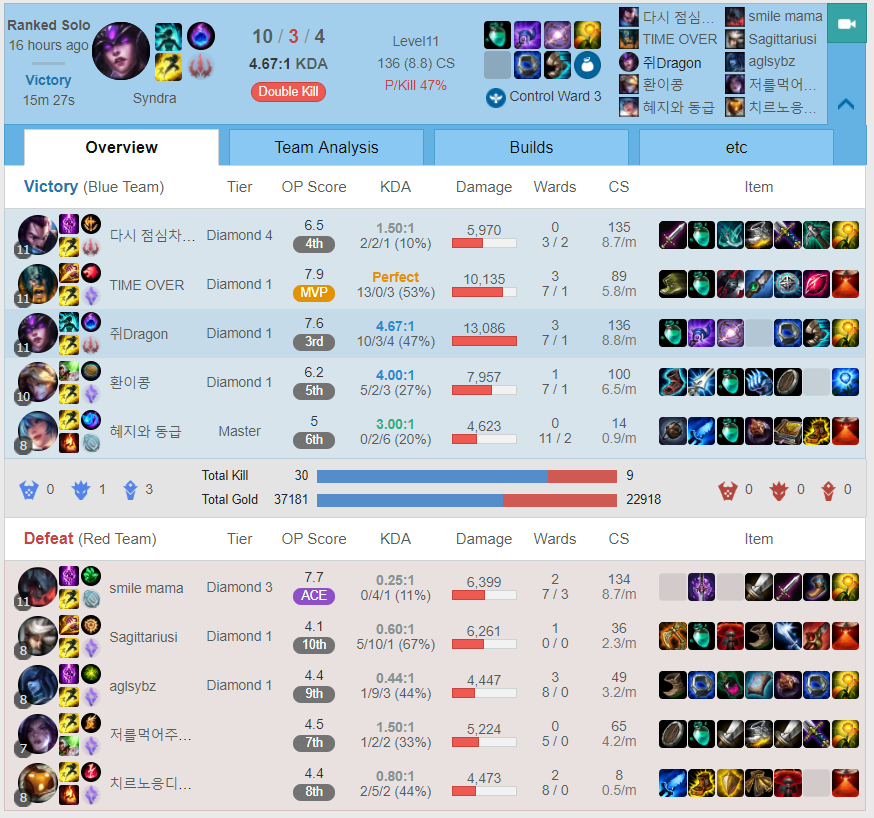 Ranked Solo
16 hours ago
Victory
15m 27s
Syndra
10 / 3 / 4
4.67:1 KDA
Double Kill
Level11
136 (8.8) CS
P/Kill 47%
Control Ward 3
다시 점심... smile mama
TIME OVER Sagittariusi
쥐Dragon aglsybz
환이콩 저를먹어...
혜지와 동급 치르노응...
Overview Team Analysis Builds etc
Victory (Blue Team) Tier OP Score KDA Damage Wards CS Item
11 다시 점심차... Diamond 4 6.5 4th 1.50:1 2/2/1 (10%) 5,970 0 3 / 2 135 8.7/m
11 TIME OVER Diamond 1 7.9 MVP Perfect 13/0/3 (53%) 10,135 3 7 / 1 89 5.8/m
11 쥐Dragon Diamond 1 7.6 3rd 4.67:1 10/3/4 (47%) 13,086 3 7 / 1 136 8.8/m
10 환이콩 Diamond 1 6.2 5th 4.00:1 5/2/3 (27%) 7,957 1 7 / 1 100 6.5/m
8 혜지와 동급 Master 5 6th 3.00:1 0/2/6 (20%) 4,623 0 11 / 2 14 0.9/m
0 1 3 Total Kill 30 9 0 0 0
Total Gold 37181 22918
Defeat (Red Team) Tier OP Score KDA Damage Wards CS Item
11 smile mama Diamond 3 7.7 ACE 0.25:1 0/4/1 (11%) 6,399 2 7 / 3 134 8.7/m
8 Sagittariusi Diamond 1 4.1 10th 0.60:1 5/10/1 (67%) 6,261 1 0 / 0 36 2.3/m
8 aglsybz Diamond 1 4.4 9th 0.44:1 1/9/3 (44%) 4,447 3 8 / 0 49 3.2/m
7 저를먹어주... 4.5 7th 1.50:1 1/2/2 (33%) 5,224 0 5 / 0 65 4.2/m
8 치르노응디... 4.4 8th 0.80:1 2/5/2 (44%) 4,473 2 8 / 0 8 0.5/m